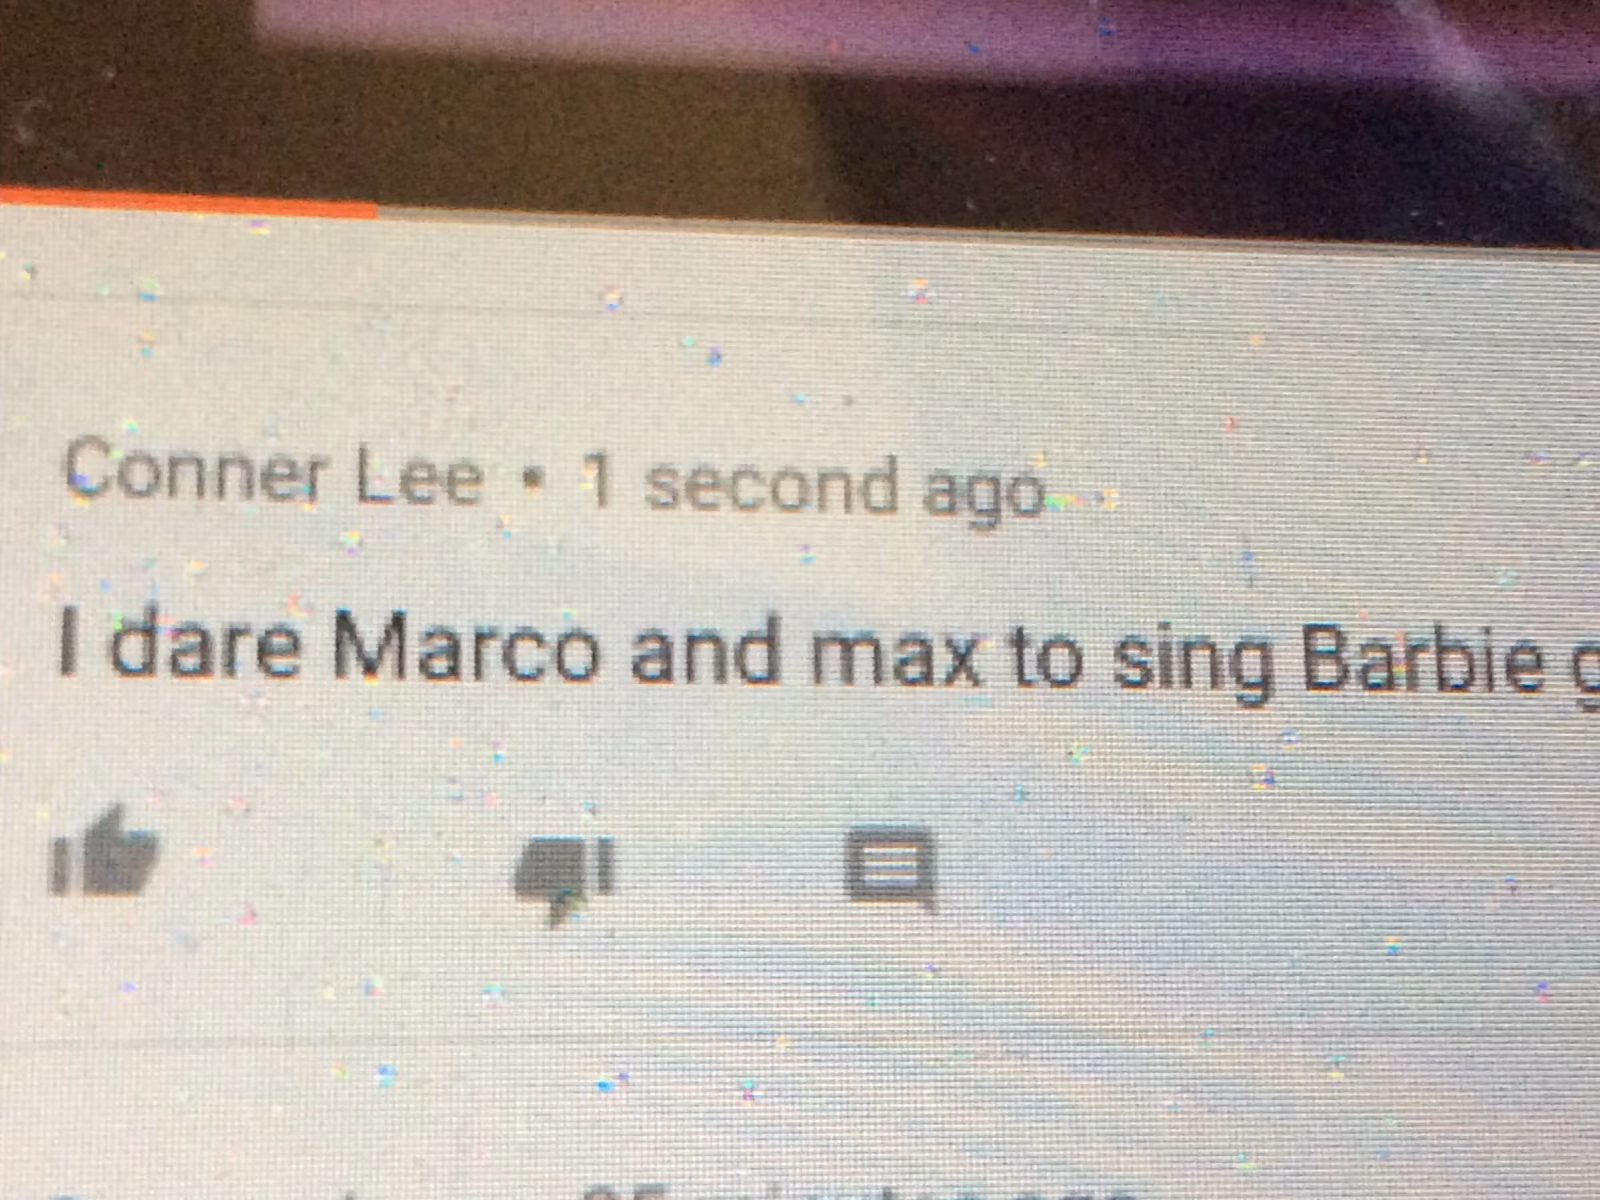 Conner Lee • 1 second ago
I dare Marco and max to sing Barbie g